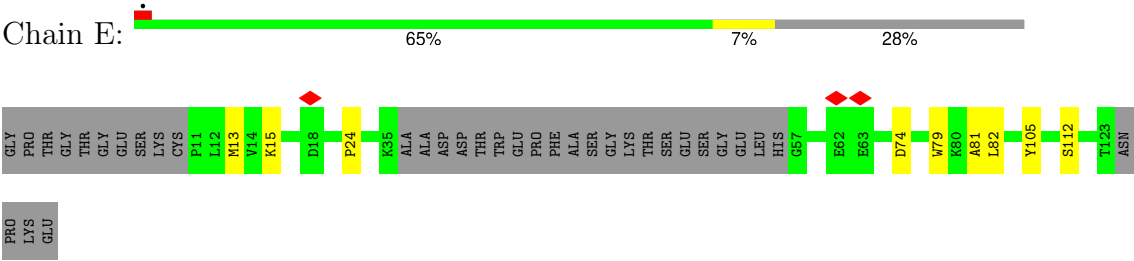 Chain E:
65% 7% 28%
GLY PRO THR GLY THR GLY GLU SER LYS CYS P11 L12 M13 V14 K15 D18 P24 K35 ALA ALA ASP ASP THR TRP GLU PRO PHE ALA SER GLY LYS THR SER GLU SER GLY GLU LEU HIS G57 E62 E63 D74 W79 K80 A81 L82 Y105 S112 T123 ASN
PRO LYS GLU